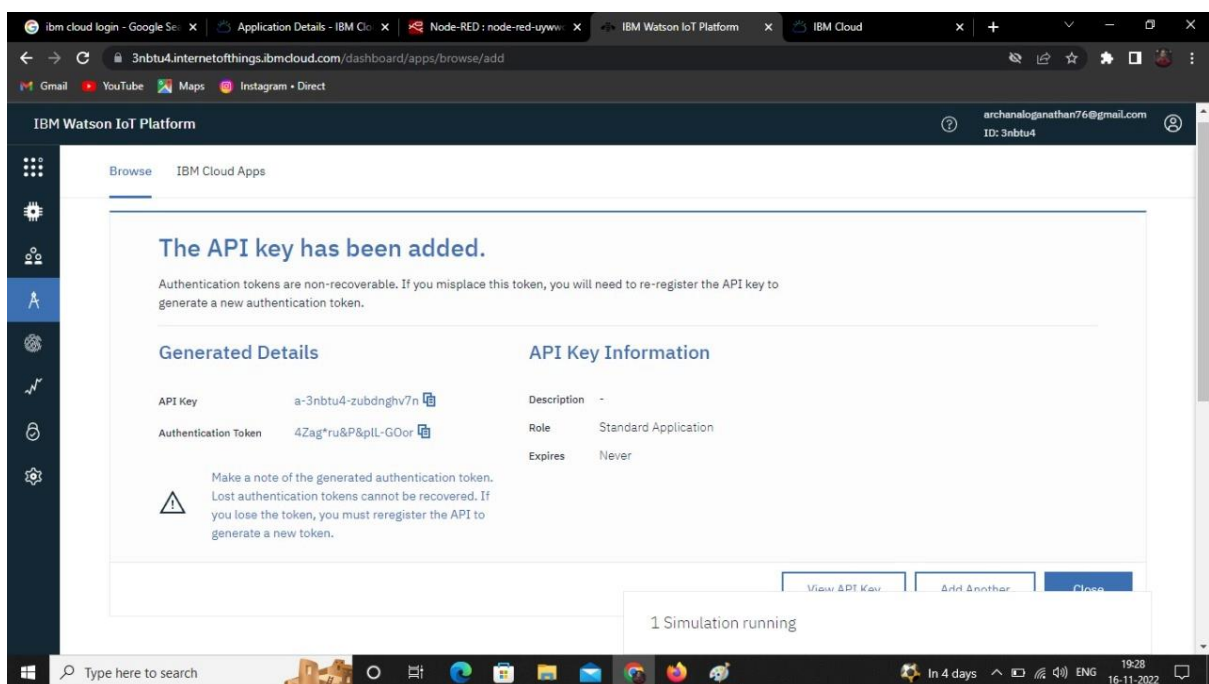 ibm cloud login - Google Se
Application Details - IBM Clo
Node-RED : node-red-uyww
IBM Watson IoT Platform
IBM Cloud
3nbtu4.internetofthings.ibmcloud.com/dashboard/apps/browse/add
Gmail YouTube Maps Instagram • Direct
IBM Watson IoT Platform
archanaloganathan76@gmail.com
ID: 3nbtu4
Browse IBM Cloud Apps
The API key has been added.
Authentication tokens are non-recoverable. If you misplace this token, you will need to re-register the API key to
generate a new authentication token.
Generated Details
API Key a-3nbtu4-zubdnghv7n
Authentication Token 4Zag*ru&P&plL-GOor
Make a note of the generated authentication token.
Lost authentication tokens cannot be recovered. If
you lose the token, you must reregister the API to
generate a new token.
API Key Information
Description -
Role Standard Application
Expires Never
View API Key Add Another Close
1 Simulation running
Type here to search
In 4 days
ENG
19:28
16-11-2022